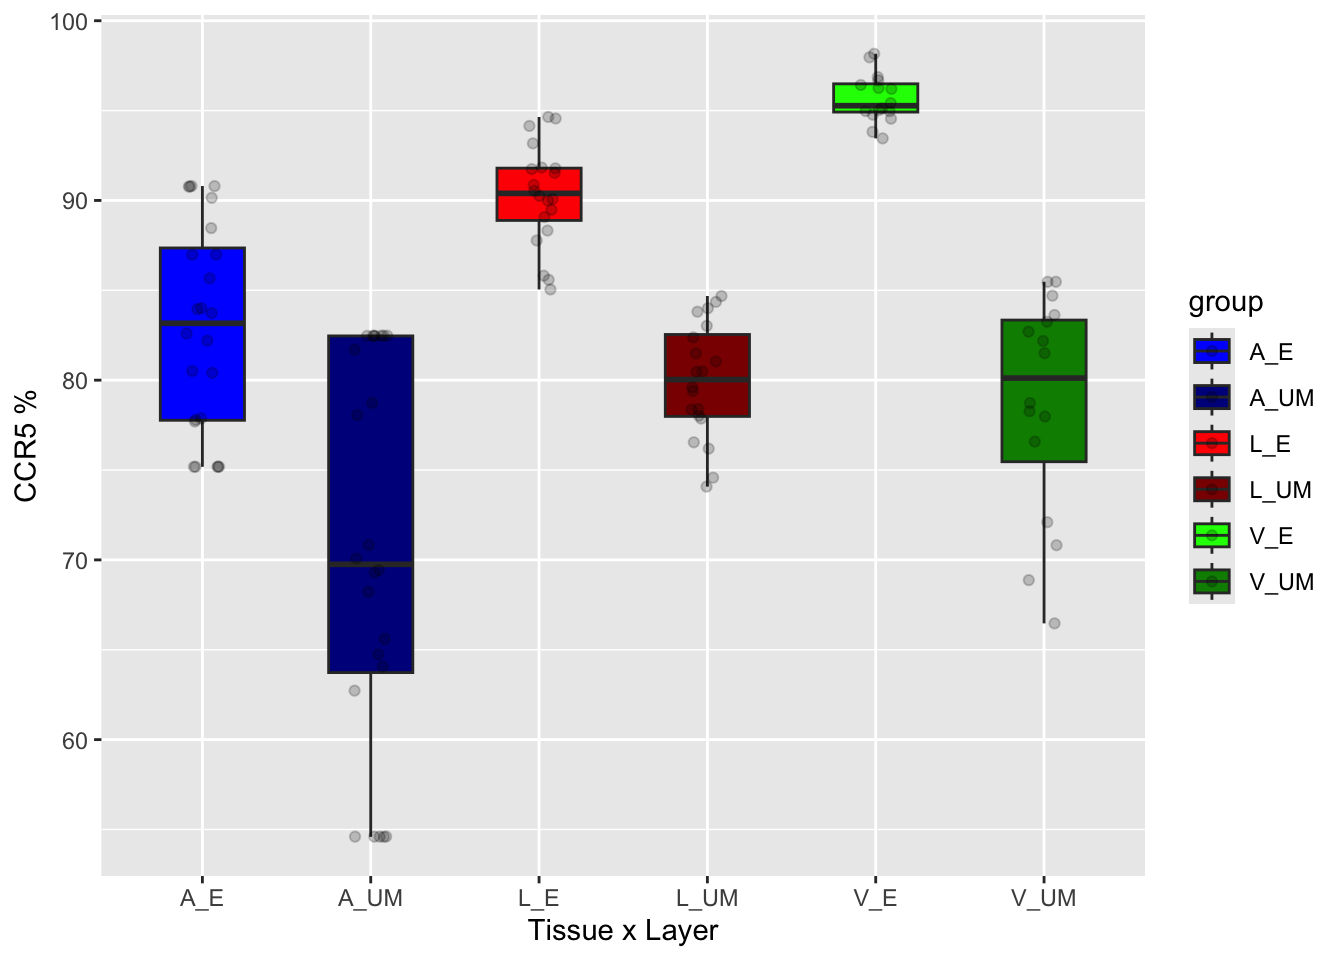 100
90
80
70
60
CCR5 %
A_E
A_UM
L_E
L_UM
V_E
V_UM
Tissue x Layer
group
A_E
A_UM
L_E
L_UM
V_E
V_UM